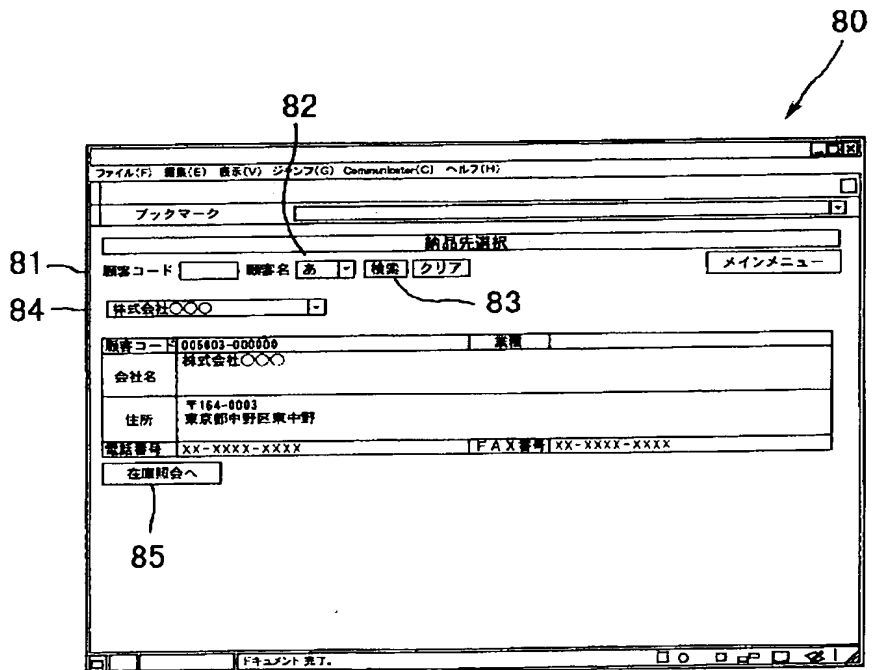 80
82
ファイル(F) 編集(E) 表示(V) ジャンプ(G) Communicator(C) ヘルプ(H)
ブックマーク
納品先選択
81 顧客コード 顧客名 あ 検索 クリア メインメニュー
83
84 株式会社○○○
顧客コード 005603-000000 業種
会社名 株式会社○○○
住所 〒164-0003
東京都中野区東中野
電話番号 XX-XXXX-XXXX FAX番号 XX-XXXX-XXXX
在庫照会へ
85
ドキュメント 完了。